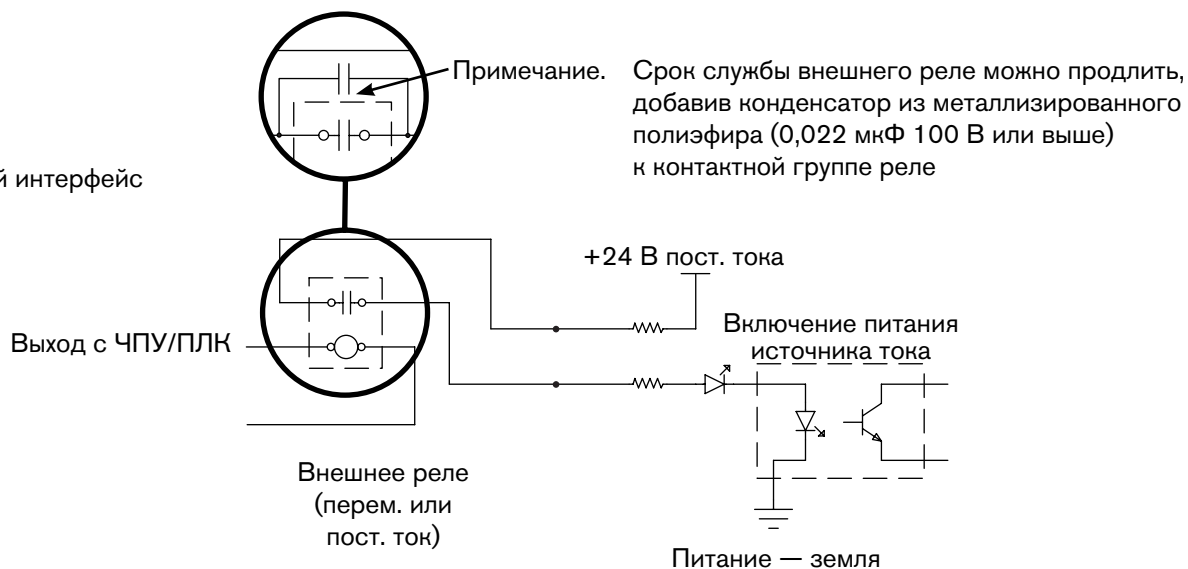 Примечание.
Срок службы внешнего реле можно продлить,
добавив конденсатор из металлизированного
полиэфира (0,022 мкФ 100 В или выше)
к контактной группе реле
й интерфейс
+24 В пост. тока
Включение питания
источника тока
Выход с ЧПУ/ПЛК
Внешнее реле
(перем. или
пост. ток)
Питание — земля